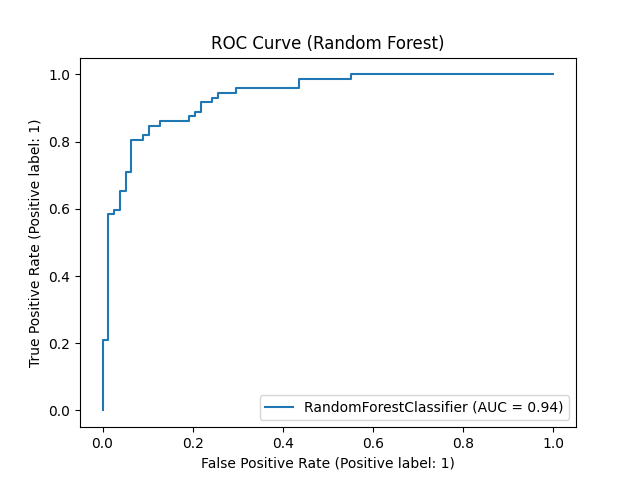 ROC Curve (Random Forest)
1.0
0.8
0.6
0.4
0.2
0.0
True Positive Rate (Positive label: 1)
RandomForestClassifier (AUC = 0.94)
0.0 0.2 0.4 0.6 0.8 1.0
False Positive Rate (Positive label: 1)